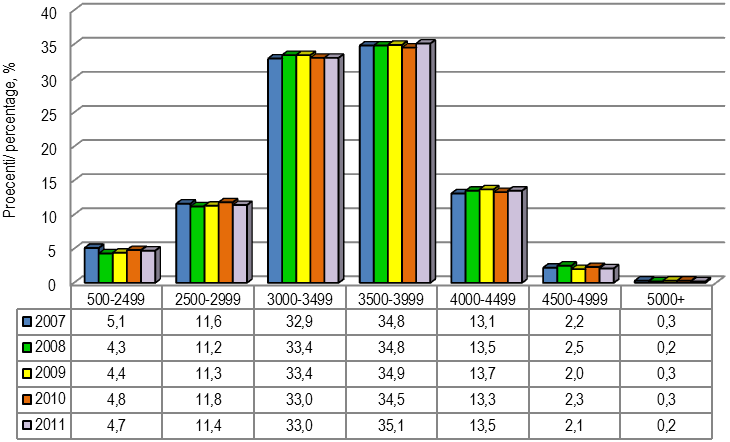 40
35
30
25
20
15
10
5
0
Proecenti/ percentage, %
500-2499 2500-2999 3000-3499 3500-3999 4000-4499 4500-4999 5000+
2007 5,1 11,6 32,9 34,8 13,1 2,2 0,3
2008 4,3 11,2 33,4 34,8 13,5 2,5 0,2
2009 4,4 11,3 33,4 34,9 13,7 2,0 0,3
2010 4,8 11,8 33,0 34,5 13,3 2,3 0,3
2011 4,7 11,4 33,0 35,1 13,5 2,1 0,2